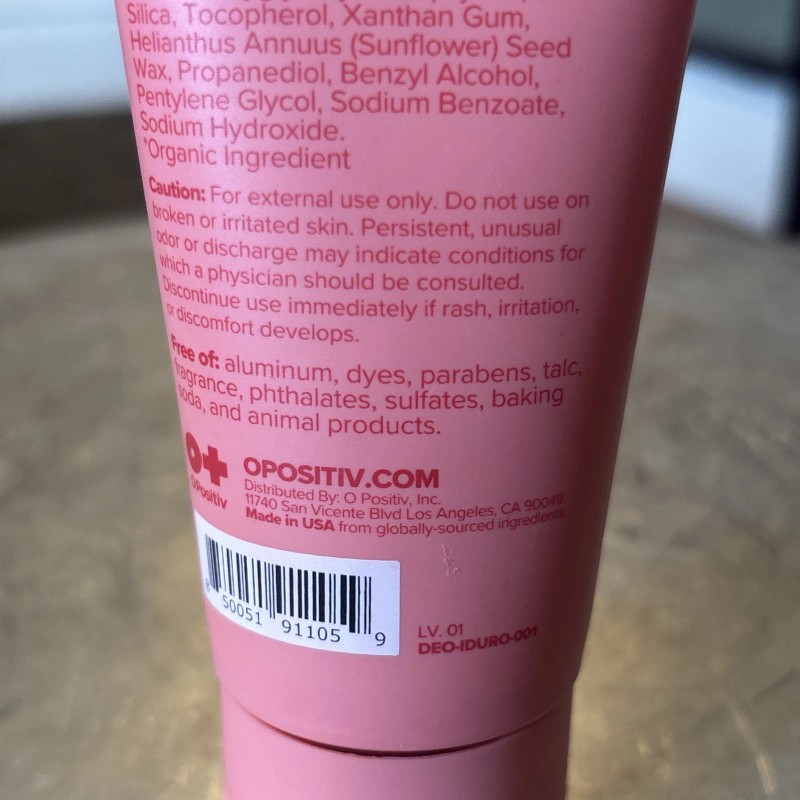 Silica, Tocopherol, Xanthan Gum,
Helianthus Annuus (Sunflower) Seed
Wax, Propanediol, Benzyl Alcohol,
Pentylene Glycol, Sodium Benzoate,
Sodium Hydroxide.
*Organic Ingredient
Caution: For external use only. Do not use on
broken or irritated skin. Persistent, unusual
odor or discharge may indicate conditions for
which a physician should be consulted.
Discontinue use immediately if rash, irritation,
or discomfort develops.
Free of: aluminum, dyes, parabens, talc,
fragrance, phthalates, sulfates, baking
soda, and animal products.
O+
OPositiv
OPOSITIV.COM
Distributed By: O Positiv, Inc.
11740 San Vicente Blvd Los Angeles, CA 90049
Made in USA from globally-sourced ingredients.
8 50051 91105 9
LV. 01
DEO-IDURO-001